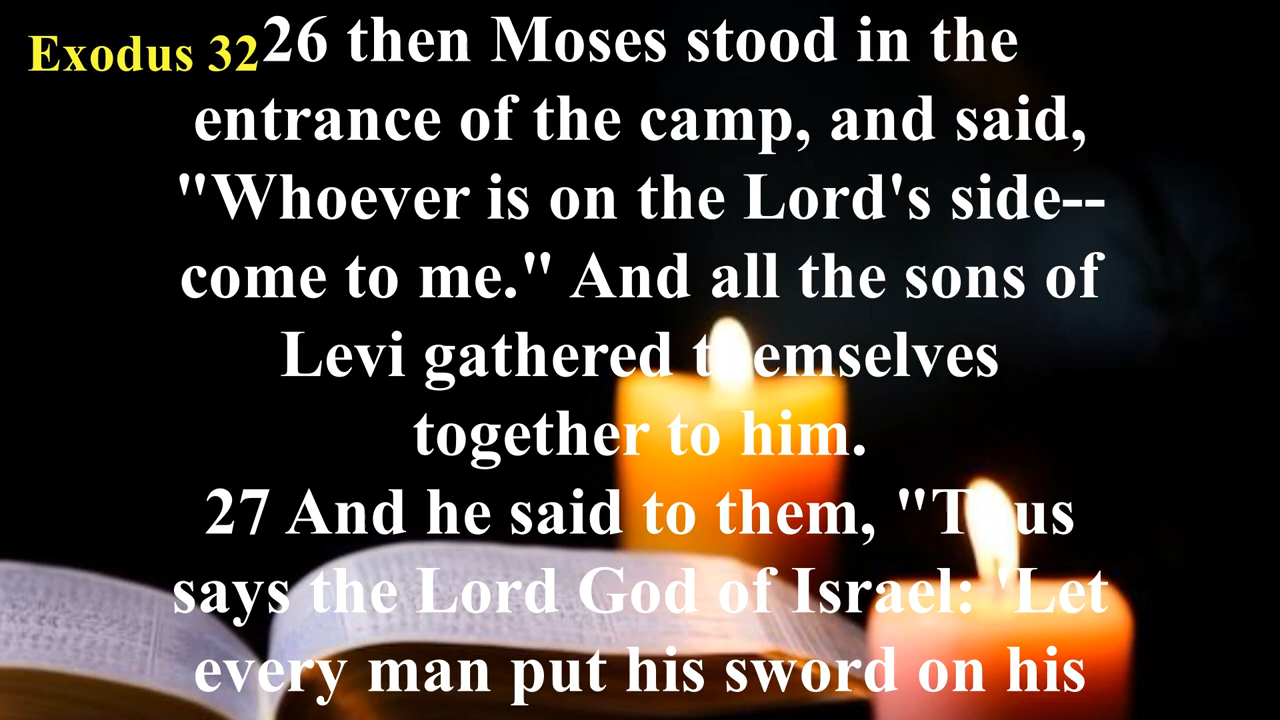 Exodus 32
26 then Moses stood in the
entrance of the camp, and said,
"Whoever is on the Lord's side--
come to me." And all the sons of
Levi gathered themselves
together to him.
27 And he said to them, "Thus
says the Lord God of Israel: 'Let
every man put his sword on his